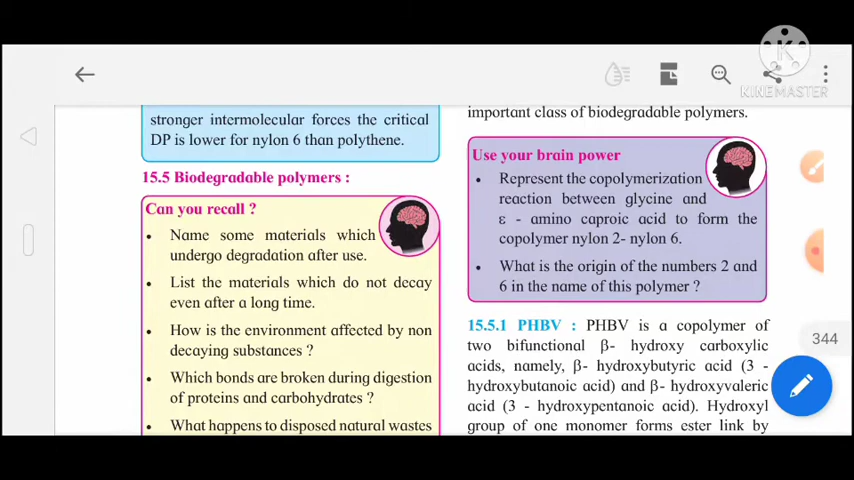 KINEMASTER
stronger intermolecular forces the critical
DP is lower for nylon 6 than polythene.
15.5 Biodegradable polymers :
Can you recall ?
• Name some materials which
undergo degradation after use.
• List the materials which do not decay
even after a long time.
• How is the environment affected by non
decaying substances ?
• Which bonds are broken during digestion
of proteins and carbohydrates ?
• What happens to disposed natural wastes
important class of biodegradable polymers.
Use your brain power
• Represent the copolymerization
reaction between glycine and
ε - amino caproic acid to form the
copolymer nylon 2- nylon 6.
• What is the origin of the numbers 2 and
6 in the name of this polymer ?
15.5.1 PHBV : PHBV is a copolymer of
two bifunctional β- hydroxy carboxylic
acids, namely, β- hydroxybutyric acid (3 -
hydroxybutanoic acid) and β- hydroxyvaleric
acid (3 - hydroxypentanoic acid). Hydroxyl
group of one monomer forms ester link by
344